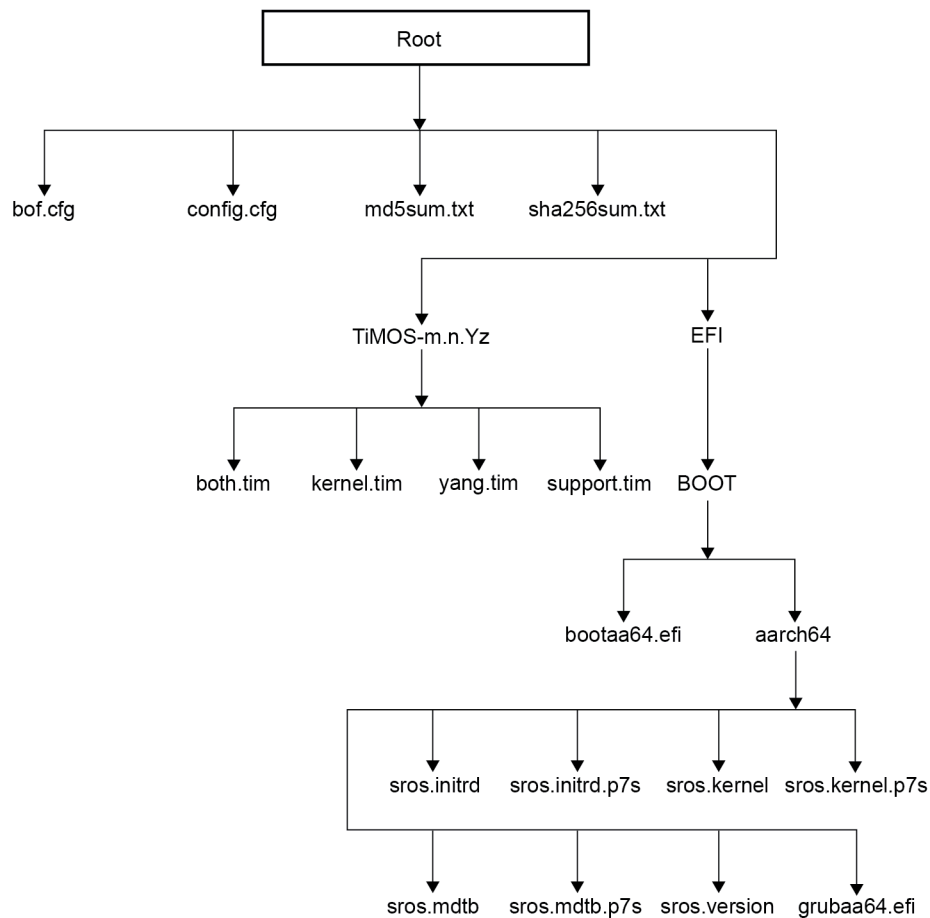 Root
bof.cfg config.cfg md5sum.txt sha256sum.txt
TiMOS-m.n.Yz EFI
both.tim kernel.tim yang.tim support.tim BOOT
bootaa64.efi aarch64
sros.initrd sros.initrd.p7s sros.kernel sros.kernel.p7s
sros.mdtb sros.mdtb.p7s sros.version grubaa64.efi